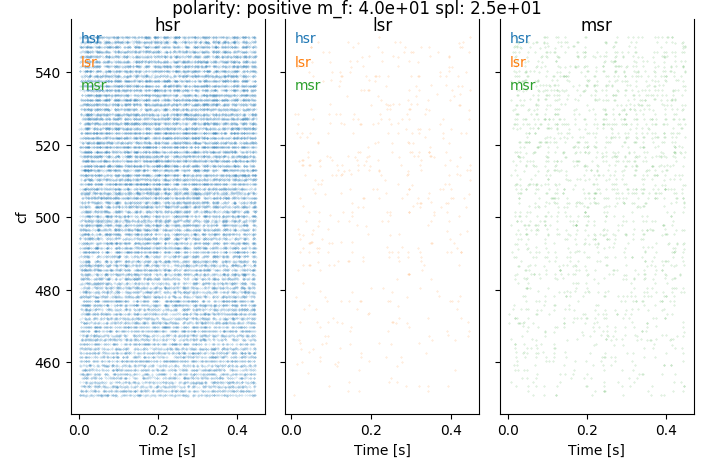 polarity: positive m_f: 4.0e+01 spl: 2.5e+01
hsr lsr msr
hsr hsr hsr
lsr lsr lsr
msr msr msr
540
520
500
480
460
cf
0.0 0.2 0.4 0.0 0.2 0.4 0.0 0.2 0.4
Time [s] Time [s] Time [s]